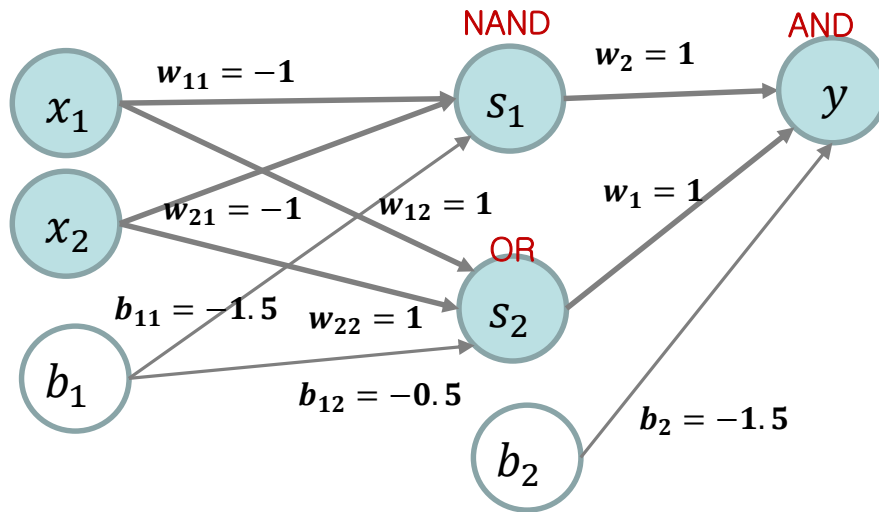 NAND
AND
w₁₁ = −1
w₂ = 1
x₁
s₁
y
w₂₁ = −1
w₁₂ = 1
w₁ = 1
x₂
OR
b₁₁ = −1.5
w₂₂ = 1
s₂
b₁
b₁₂ = −0.5
b₂ = −1.5
b₂